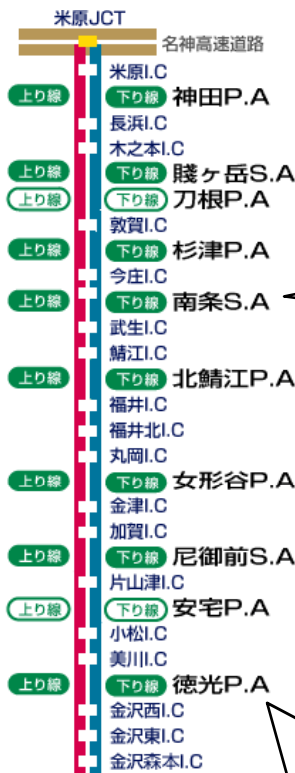 米原JCT
名神高速道路
米原I.C
上り線 下り線 神田P.A
長浜I.C
木之本I.C
上り線 下り線 賤ヶ岳S.A
上り線 下り線 刀根P.A
敦賀I.C
上り線 下り線 杉津P.A
今庄I.C
上り線 下り線 南条S.A
武生I.C
鯖江I.C
上り線 下り線 北鯖江P.A
福井I.C
福井北I.C
丸岡I.C
上り線 下り線 女形谷P.A
金津I.C
加賀I.C
上り線 下り線 尼御前S.A
片山津I.C
上り線 下り線 安宅P.A
小松I.C
美川I.C
上り線 下り線 徳光P.A
金沢西I.C
金沢東I.C
金沢森本I.C